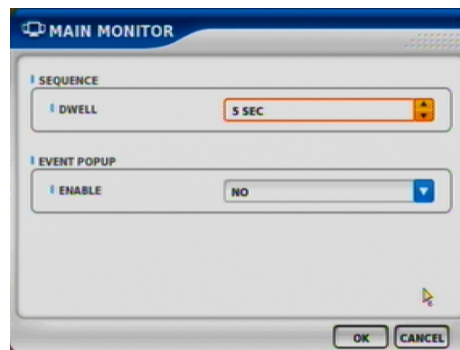 MAIN MONITOR
SEQUENCE
DWELL 5 SEC
EVENT POPUP
ENABLE NO
OK CANCEL